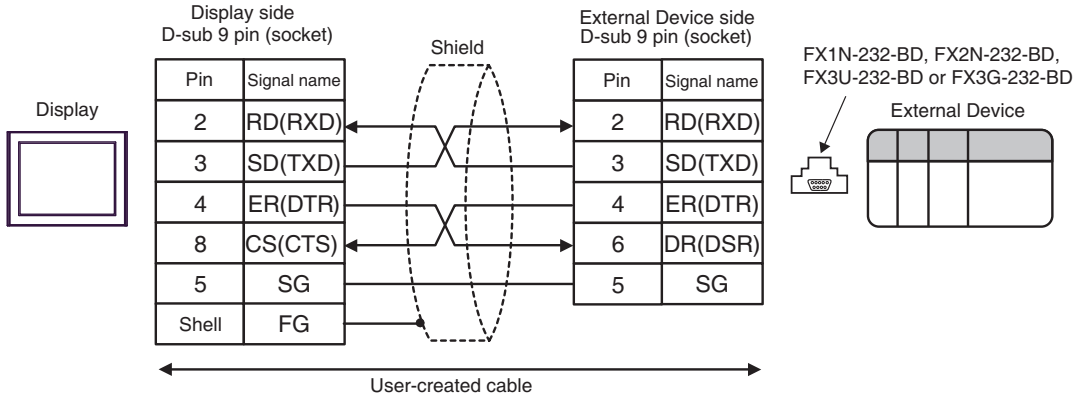 Display side
D-sub 9 pin (socket)
External Device side
D-sub 9 pin (socket)
Shield
FX1N-232-BD, FX2N-232-BD,
FX3U-232-BD or FX3G-232-BD
Display
External Device
Pin Signal name
2 RD(RXD)
3 SD(TXD)
4 ER(DTR)
8 CS(CTS)
5 SG
Shell FG
Pin Signal name
2 RD(RXD)
3 SD(TXD)
4 ER(DTR)
6 DR(DSR)
5 SG
User-created cable